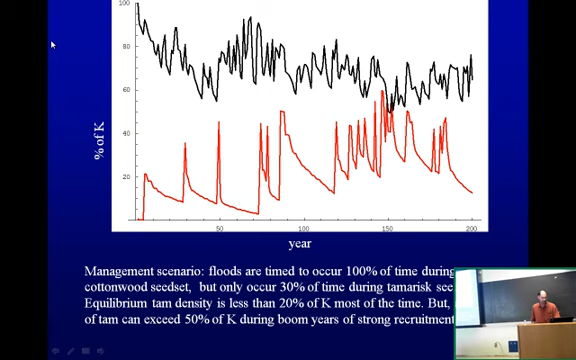 100
80
60
40
20
% of K
50
100
150
200
year
Management scenario: floods are timed to occur 100% of time during
cottonwood seedset, but only occur 30% of time during tamarisk see
Equilibrium tam density is less than 20% of K most of the time. But,
of tam can exceed 50% of K during boom years of strong recruitment